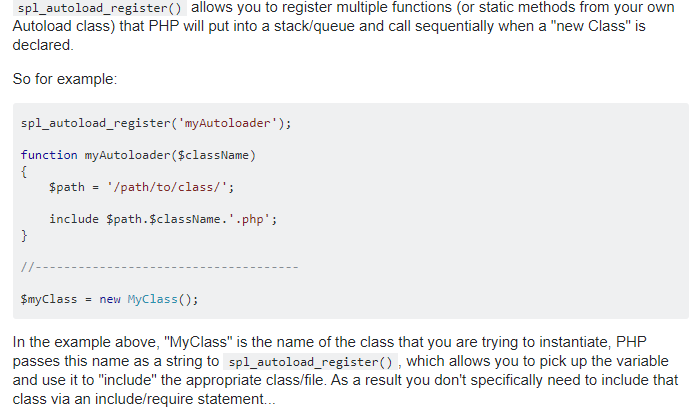 spl_autoload_register() allows you to register multiple functions (or static methods from your own
Autoload class) that PHP will put into a stack/queue and call sequentially when a "new Class" is
declared.
So for example:
spl_autoload_register('myAutoloader');
function myAutoloader($className)
{
    $path = '/path/to/class/';
    include $path.$className.'.php';
}
//-------------------------------------
$myClass = new MyClass();
In the example above, "MyClass" is the name of the class that you are trying to instantiate, PHP
passes this name as a string to spl_autoload_register() , which allows you to pick up the variable
and use it to "include" the appropriate class/file. As a result you don't specifically need to include that
class via an include/require statement...